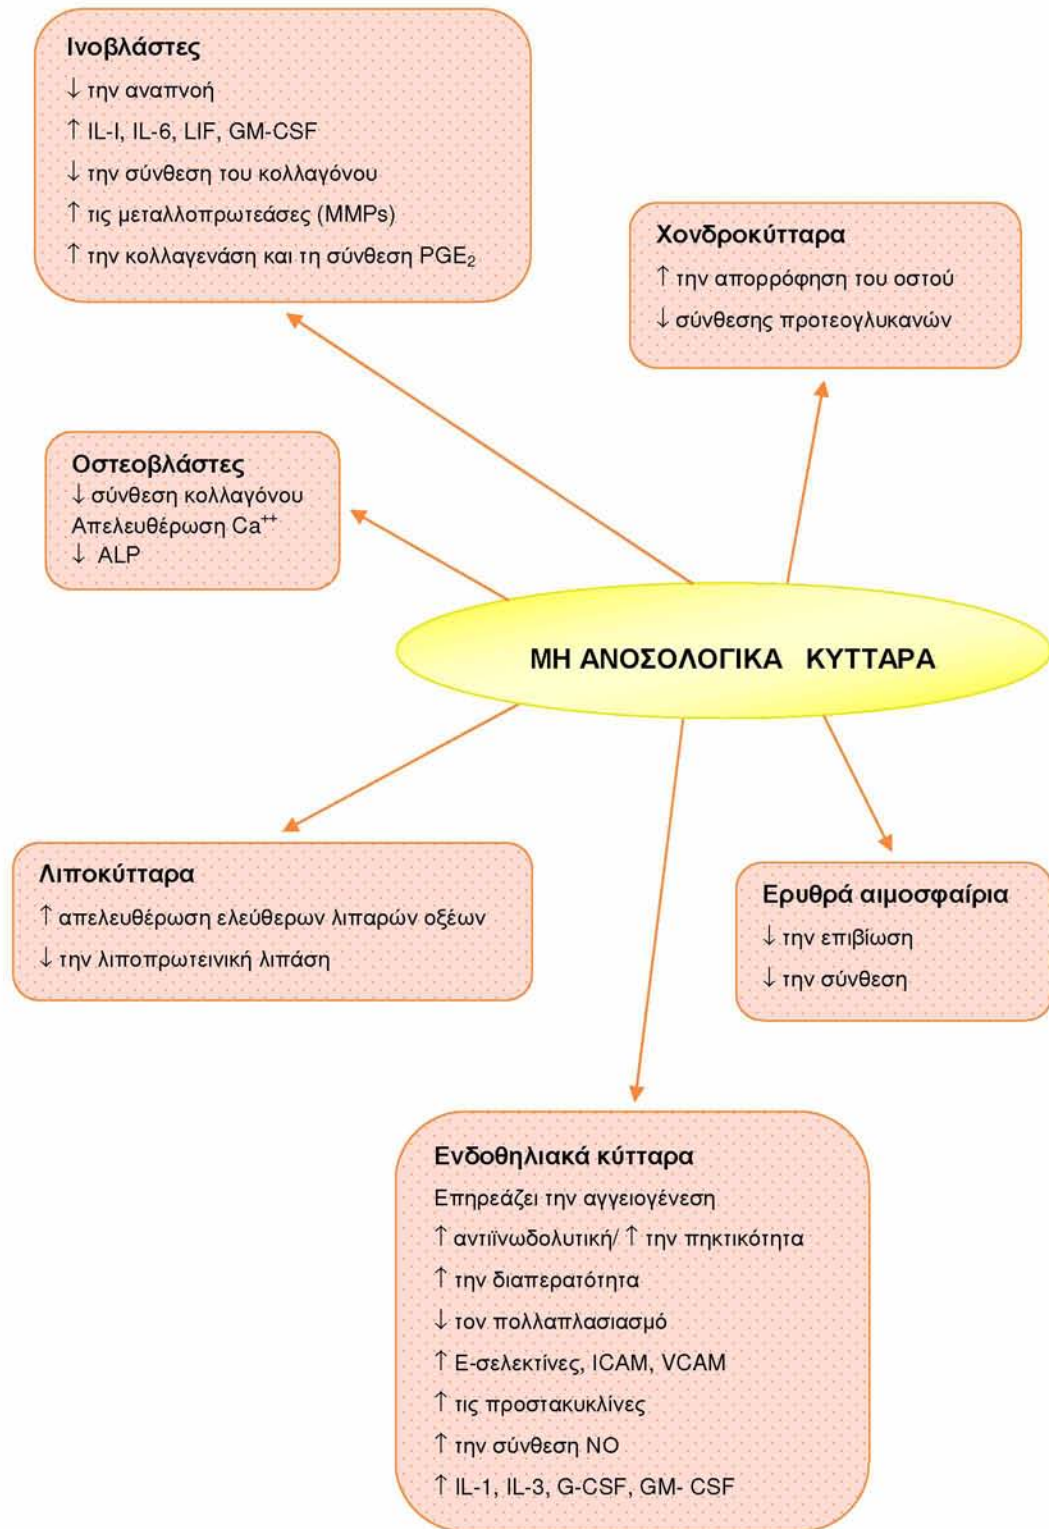 Ινοβλάστες
↓ την αναπνοή
↑ IL-I, IL-6, LIF, GM-CSF
↓ την σύνθεση του κολλαγόνου
↑ τις μεταλλοπρωτεάσες (MMPs)
↑ την κολλαγενάση και τη σύνθεση PGE₂
Χονδροκύτταρα
↑ την απορρόφηση του οστού
↓ σύνθεσης προτεογλυκανών
Οστεοβλάστες
↓ σύνθεση κολλαγόνου
Απελευθέρωση Ca⁺⁺
↓ ALP
ΜΗ ΑΝΟΣΟΛΟΓΙΚΑ ΚΥΤΤΑΡΑ
Λιποκύτταρα
↑ απελευθέρωση ελεύθερων λιπαρών οξέων
↓ την λιποπρωτεινική λιπάση
Ερυθρά αιμοσφαίρια
↓ την επιβίωση
↓ την σύνθεση
Ενδοθηλιακά κύτταρα
Επηρεάζει την αγγειογένεση
↑ αντιϊνωδολυτική/ ↑ την πηκτικότητα
↑ την διαπερατότητα
↓ τον πολλαπλασιασμό
↑ Ε-σελεκτίνες, ICAM, VCAM
↑ τις προστακυκλίνες
↑ την σύνθεση NO
↑ IL-1, IL-3, G-CSF, GM- CSF